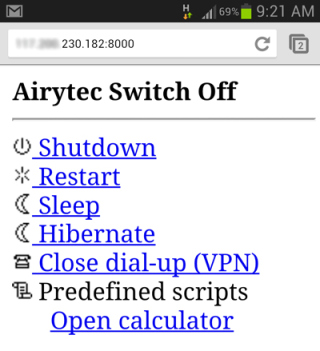 H
69% 9:21 AM
230.182:8000
2
Airytec Switch Off
Shutdown
Restart
Sleep
Hibernate
Close dial-up (VPN)
Predefined scripts
Open calculator